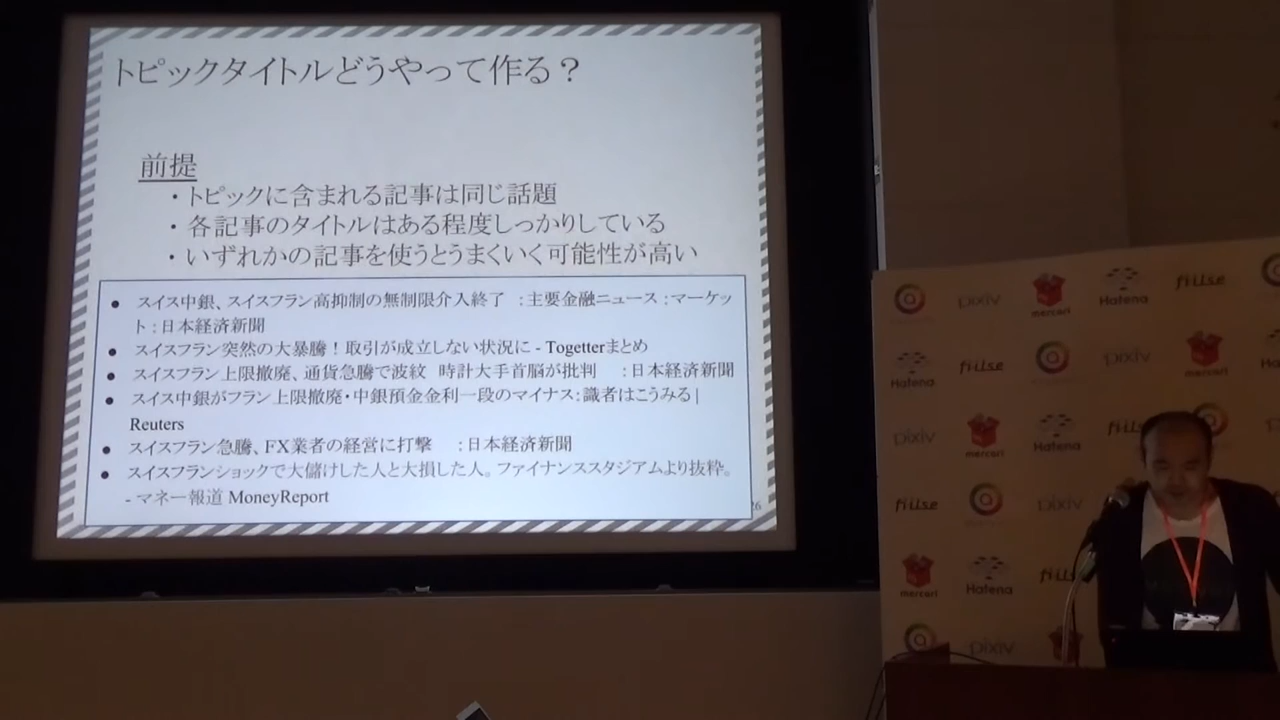 トピックタイトルどうやって作る？
前提
・トピックに含まれる記事は同じ話題
・各記事のタイトルはある程度しっかりしている
・いずれかの記事を使うとうまくいく可能性が高い
● スイス中銀、スイスフラン高抑制の無制限介入終了 ：主要金融ニュース：マーケッ
ト：日本経済新聞
● スイスフラン突然の大暴騰！取引が成立しない状況に - Togetterまとめ
● スイスフラン上限撤廃、通貨急騰で波紋 時計大手首脳が批判 ：日本経済新聞
● スイス中銀がフラン上限撤廃・中銀預金金利一段のマイナス：識者はこうみる |
Reuters
● スイスフラン急騰、FX業者の経営に打撃 ：日本経済新聞
● スイスフランショックで大儲けした人と大損した人。ファイナンススタジアムより抜粋。
- マネー報道 MoneyReport
26
pixiv
mercari
Hatena
Hatena
pixiv
mercari
pixiv
mercari
Hatena
pixiv
mercari
Hatena
pixiv